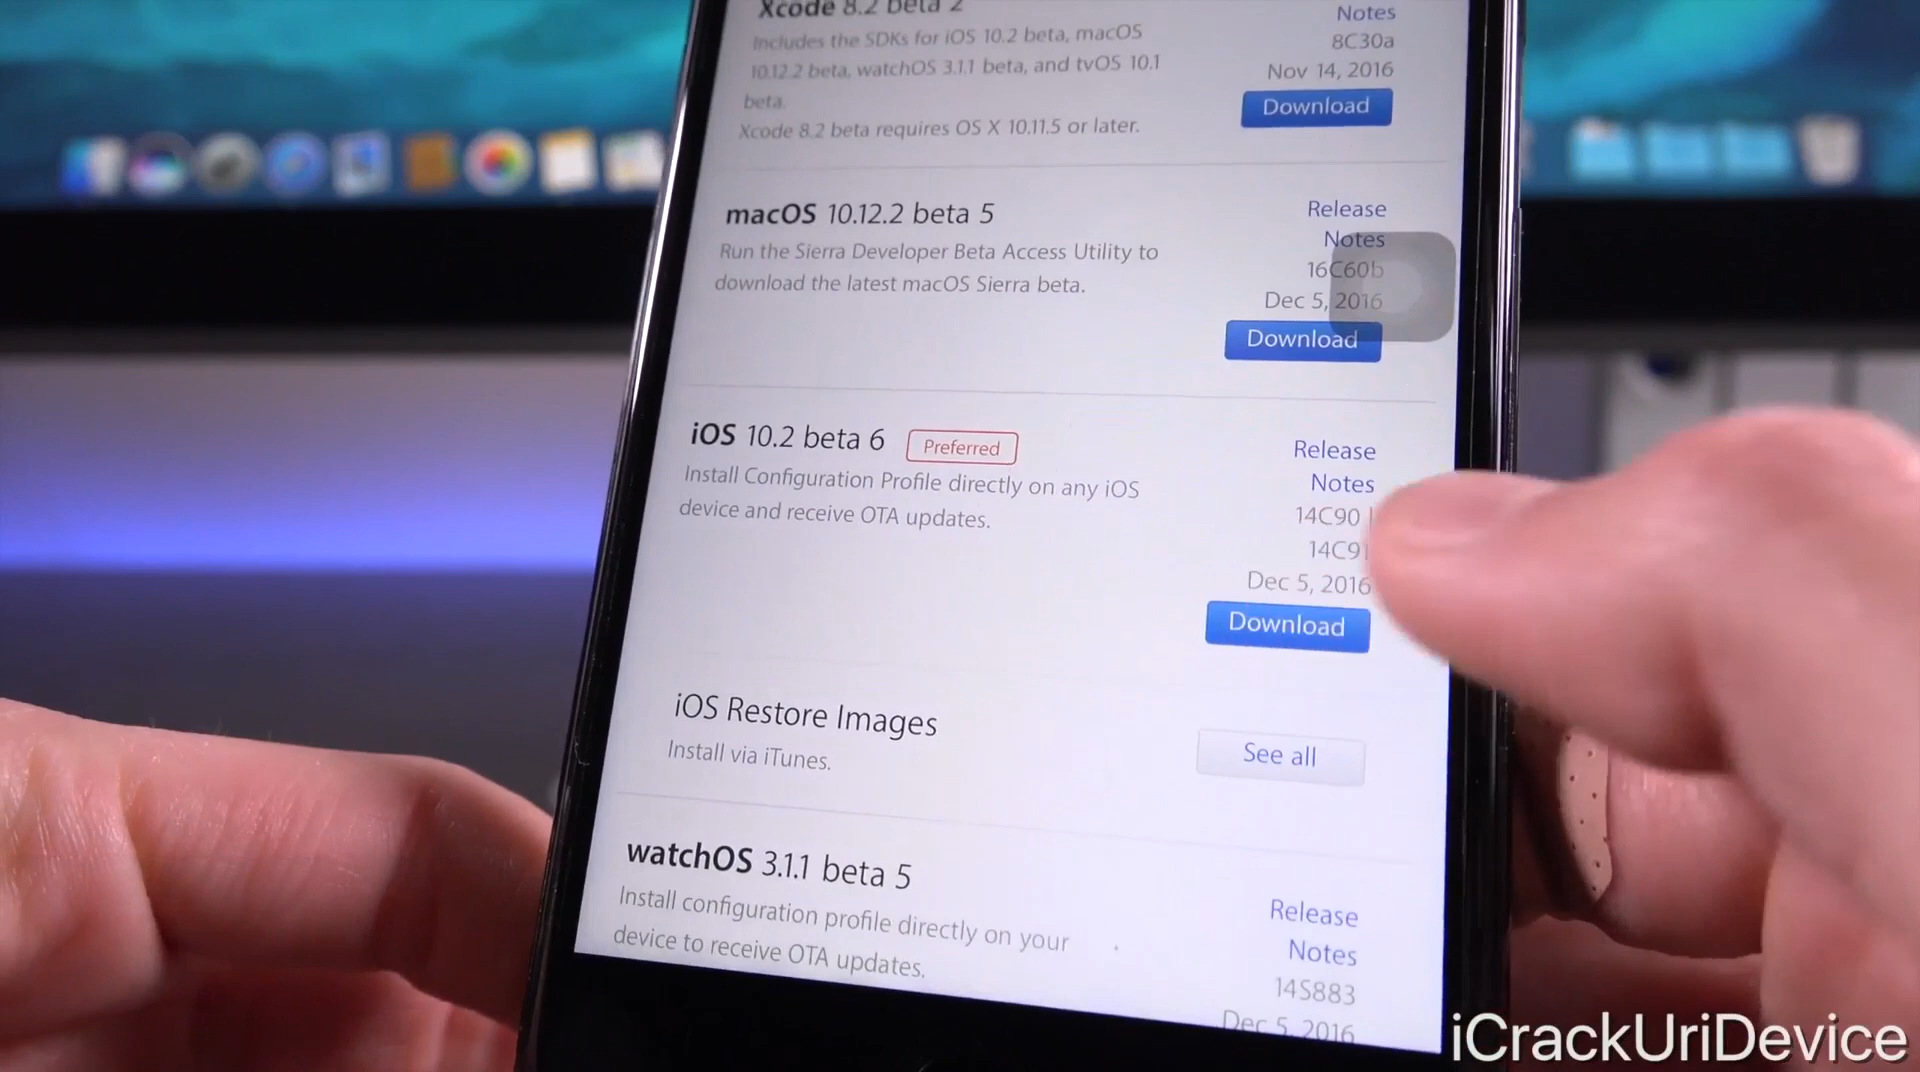 Xcode 8.2 beta 2
Includes the SDKs for iOS 10.2 beta, macOS
10.12.2 beta, watchOS 3.1.1 beta, and tvOS 10.1
beta.
Xcode 8.2 beta requires OS X 10.11.5 or later.
Notes
8C30a
Nov 14, 2016
Download
macOS 10.12.2 beta 5
Run the Sierra Developer Beta Access Utility to
download the latest macOS Sierra beta.
Release
Notes
16C60b
Dec 5, 2016
Download
iOS 10.2 beta 6 Preferred
Install Configuration Profile directly on any iOS
device and receive OTA updates.
Release
Notes
14C90 |
14C91
Dec 5, 2016
Download
iOS Restore Images
Install via iTunes.
See all
watchOS 3.1.1 beta 5
Install configuration profile directly on your
device to receive OTA updates.
Release
Notes
14S883
Dec 5, 2016
iCrackUriDevice